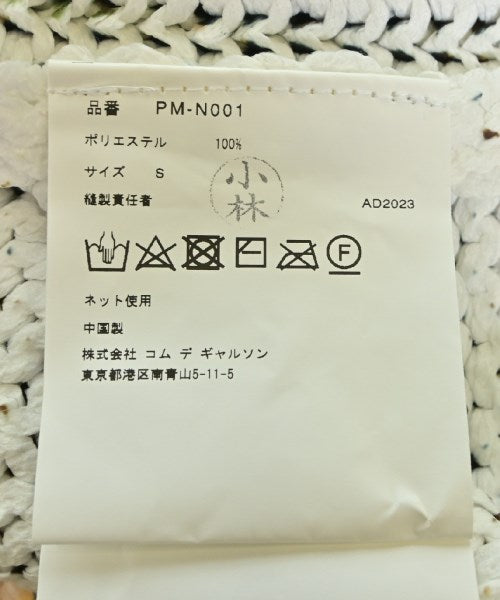 品番 PM-N001
ポリエステル 100%
サイズ S
小林
縫製責任者 AD2023
F
ネット使用
中国製
株式会社 コム デ ギャルソン
東京都港区南青山5-11-5